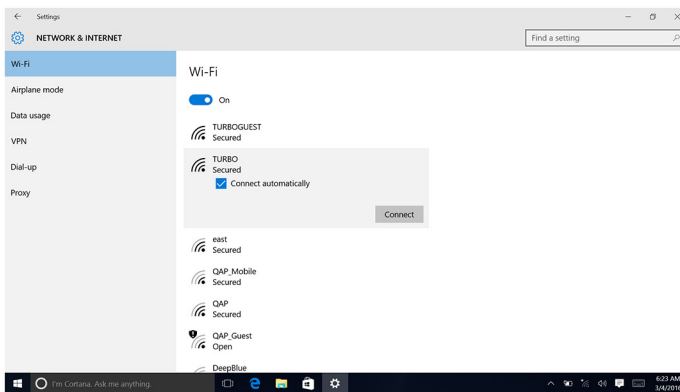 Settings
NETWORK & INTERNET
Find a setting
Wi-Fi
Airplane mode
Data usage
VPN
Dial-up
Proxy
Wi-Fi
On
TURBOGUEST
Secured
TURBO
Secured
Connect automatically
Connect
east
Secured
QAP_Mobile
Secured
QAP
Secured
QAP_Guest
Open
DeepBlue
I'm Cortana. Ask me anything.
6:23 AM
3/4/2016